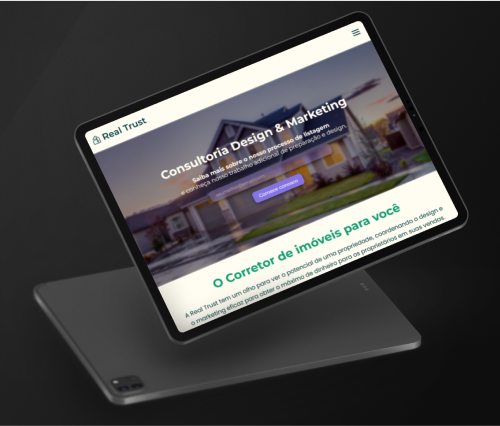 Real Trust
Consultoria Design & Marketing
Saiba mais sobre o nosso processo de listagem
e conheça nosso trabalho adicional de preparação e design.
Comece conosco
O Corretor de imóveis para você
A Real Trust tem um olho para ver o potencial de uma propriedade, coordenando o design e
o marketing eficaz para obter o máximo de dinheiro para os proprietários em suas vendas